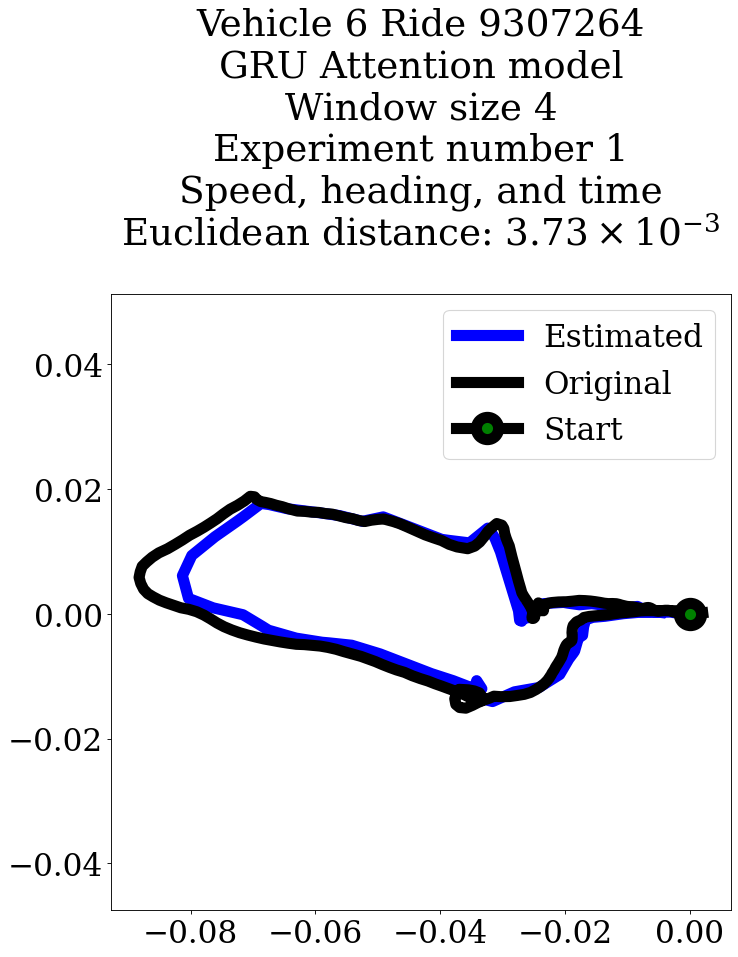 Vehicle 6 Ride 9307264
GRU Attention model
Window size 4
Experiment number 1
Speed, heading, and time
Euclidean distance: 3.73 × 10⁻³
Estimated
Original
Start
0.04
0.02
0.00
−0.02
−0.04
−0.08 −0.06 −0.04 −0.02 0.00